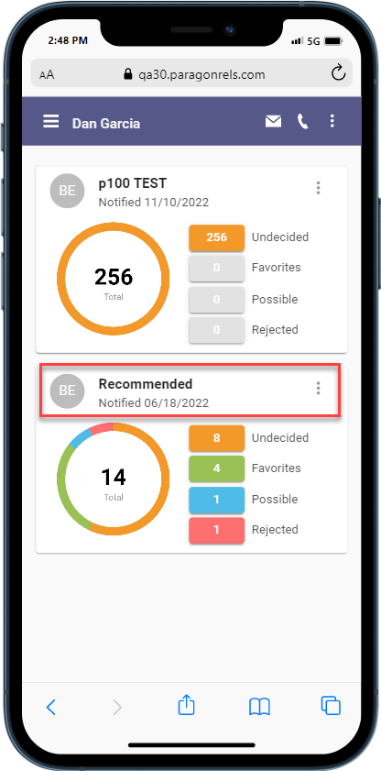 2:48 PM
5G
AA
qa30.paragonrels.com
Dan Garcia
BE
p100 TEST
Notified 11/10/2022
256
Total
256 Undecided
0 Favorites
0 Possible
0 Rejected
BE
Recommended
Notified 06/18/2022
14
Total
8 Undecided
4 Favorites
1 Possible
1 Rejected